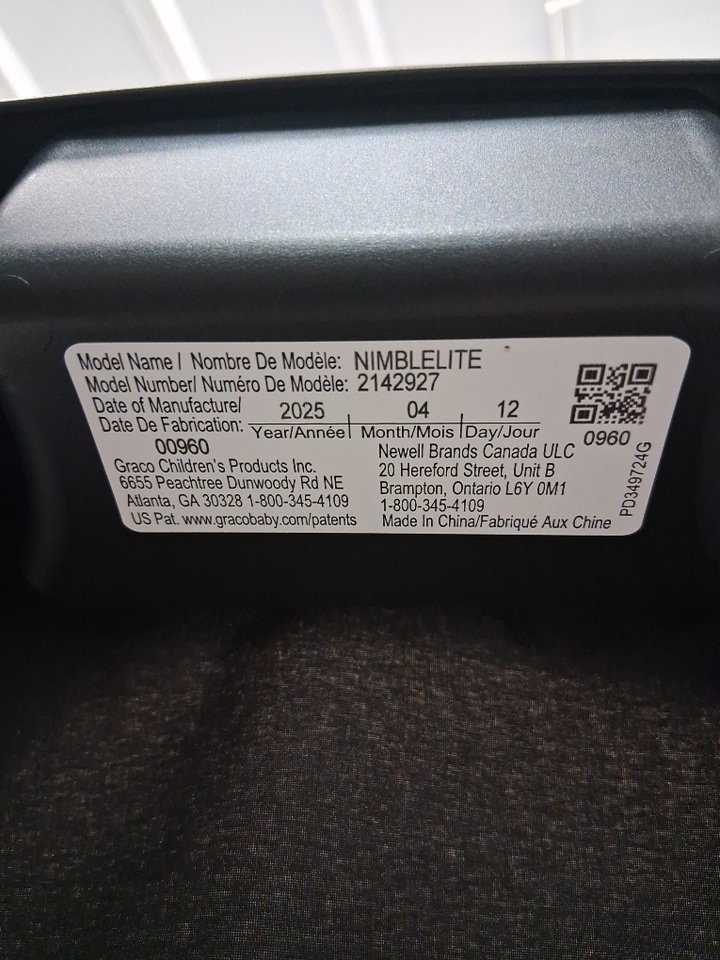 Model Name / Nombre De Modèle: NIMBLELITE
Model Number/ Numéro De Modèle: 2142927
Date of Manufacture/
Date De Fabrication:
2025 04 12
Year/Année Month/Mois Day/Jour
00960
Graco Children's Products Inc.
6655 Peachtree Dunwoody Rd NE
Atlanta, GA 30328 1-800-345-4109
US Pat. www.gracobaby.com/patents
Newell Brands Canada ULC
20 Hereford Street, Unit B
Brampton, Ontario L6Y 0M1
1-800-345-4109
Made In China/Fabriqué Aux Chine
0960
PD349724G